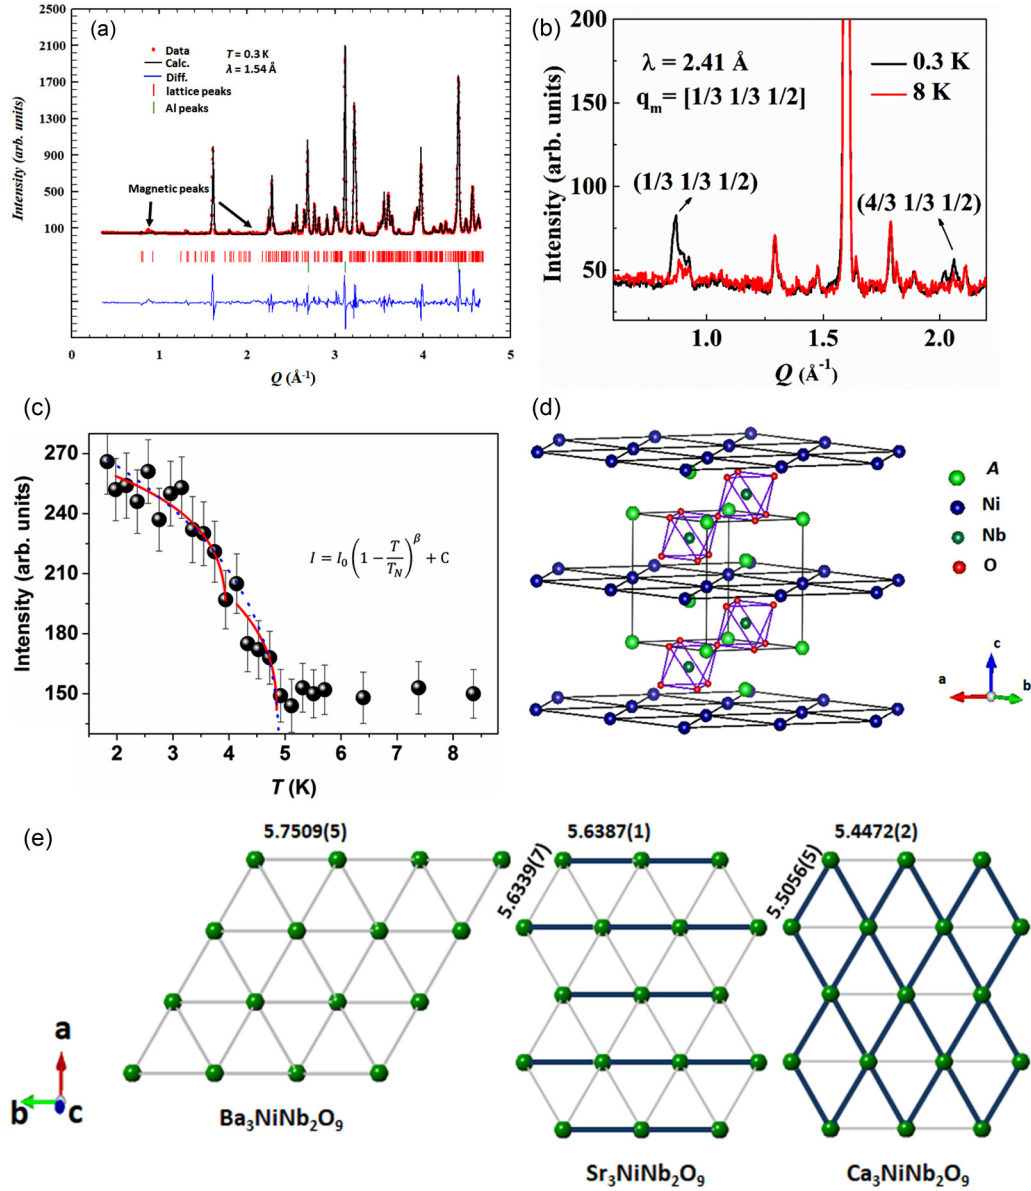 (a)
2500
2100
1700
1300
900
500
100
Intensity (arb. units)
Data
Calc.
Diff.
lattice peaks
Al peaks
T = 0.3 K
λ = 1.54 Å
Magnetic peaks
0 1 2 3 4 5
Q (Å-1)
(b)
200
150
100
50
Intensity (arb. units)
λ = 2.41 Å
qm = [1/3 1/3 1/2]
0.3 K
8 K
(1/3 1/3 1/2)
(4/3 1/3 1/2)
1.0 1.5 2.0
Q (Å-1)
(c)
270
240
210
180
150
Intensity (arb. units)
I = I0 (1 − T/TN)β + C
2 3 4 5 6 7 8
T (K)
(d)
A
Ni
Nb
O
c
a
b
(e)
5.7509(5)
5.6387(1)
5.6339(7)
5.4472(2)
5.5056(5)
a
b
c
Ba3NiNb2O9
Sr3NiNb2O9
Ca3NiNb2O9